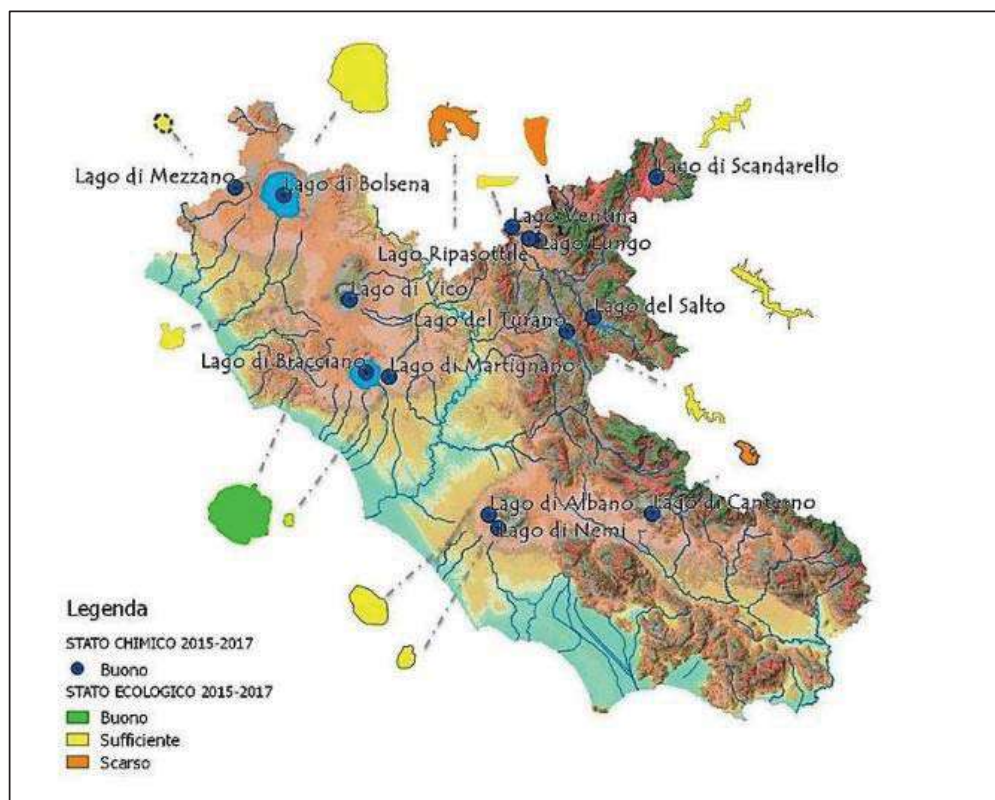 Lago di Mezzano
Lago di Bolsena
Lago di Scandarello
Lago Ventina
Lago Lungo
Lago Ripasottile
Lago di Vico
Lago del Salto
Lago del Turano
Lago di Bracciano
Lago di Martignano
Lago di Albano
Lago di Canterno
Lago di Nemi
Legenda
STATO CHIMICO 2015-2017
Buono
STATO ECOLOGICO 2015-2017
Buono
Sufficiente
Scarso